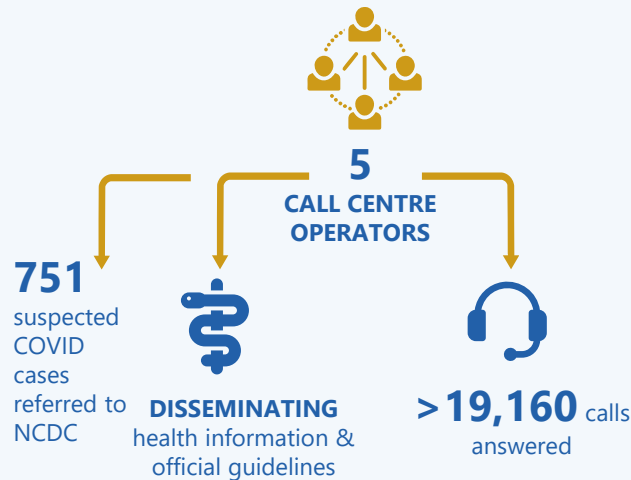 5
CALL CENTRE
OPERATORS
751
suspected
COVID
cases
referred to
NCDC
DISSEMINATING
health information &
official guidelines
> 19,160 calls
answered